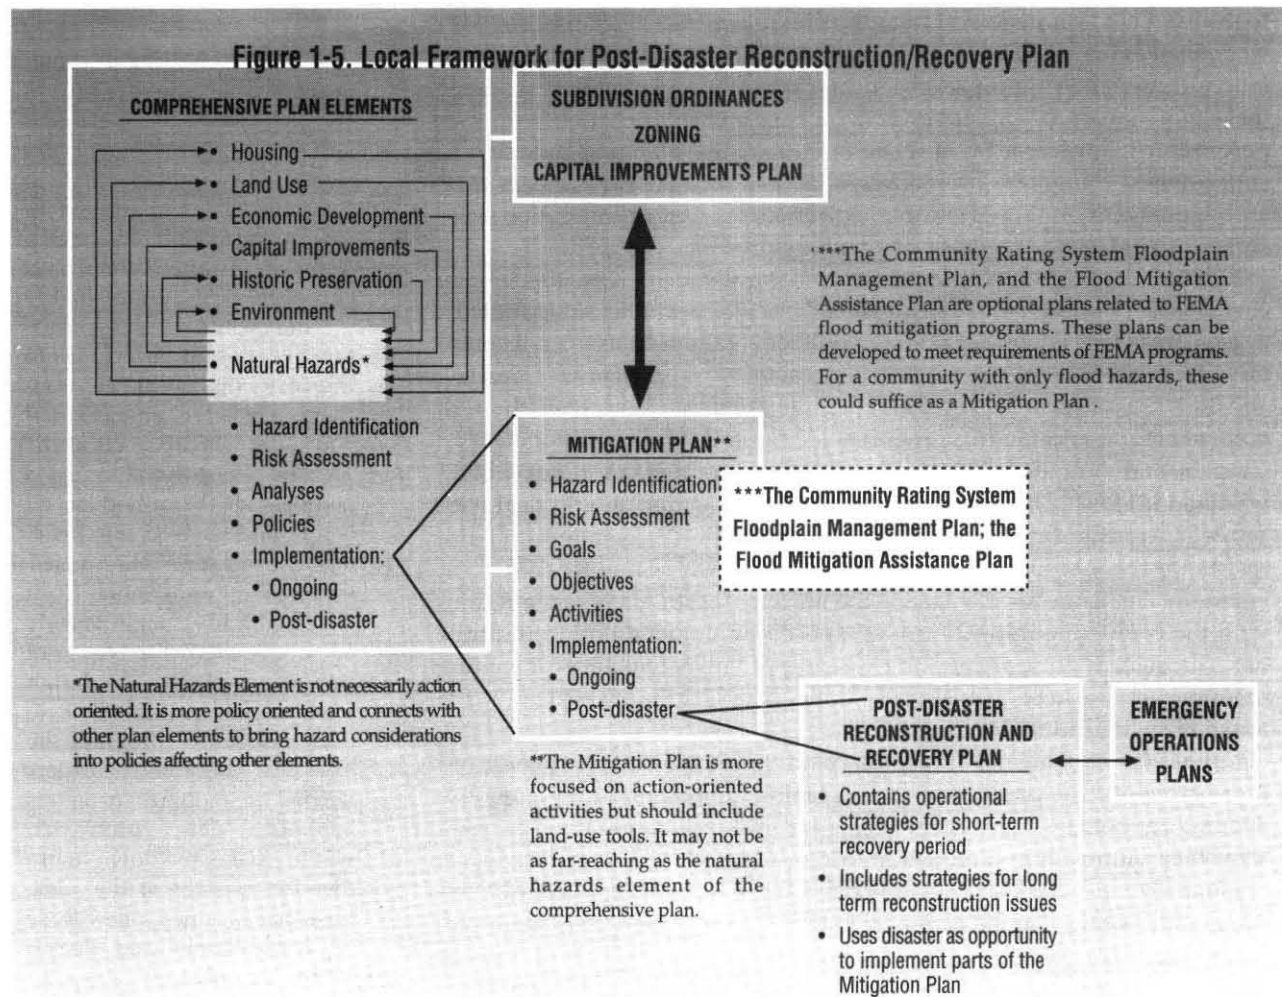 Figure 1-5. Local Framework for Post-Disaster Reconstruction/Recovery Plan
COMPREHENSIVE PLAN ELEMENTS
• Housing
• Land Use
• Economic Development
• Capital Improvements
• Historic Preservation
• Environment
• Natural Hazards*
• Hazard Identification
• Risk Assessment
• Analyses
• Policies
• Implementation:
• Ongoing
• Post-disaster
*The Natural Hazards Element is not necessarily action
oriented. It is more policy oriented and connects with
other plan elements to bring hazard considerations
into policies affecting other elements.
SUBDIVISION ORDINANCES
ZONING
CAPITAL IMPROVEMENTS PLAN
***The Community Rating System Floodplain
Management Plan, and the Flood Mitigation
Assistance Plan are optional plans related to FEMA
flood mitigation programs. These plans can be
developed to meet requirements of FEMA programs.
For a community with only flood hazards, these
could suffice as a Mitigation Plan .
MITIGATION PLAN**
• Hazard Identification
• Risk Assessment
• Goals
• Objectives
• Activities
• Implementation:
• Ongoing
• Post-disaster
***The Community Rating System
Floodplain Management Plan; the
Flood Mitigation Assistance Plan
**The Mitigation Plan is more
focused on action-oriented
activities but should include
land-use tools. It may not be
as far-reaching as the natural
hazards element of the
comprehensive plan.
POST-DISASTER
RECONSTRUCTION AND
RECOVERY PLAN
• Contains operational
strategies for short-term
recovery period
• Includes strategies for long
term reconstruction issues
• Uses disaster as opportunity
to implement parts of the
Mitigation Plan
EMERGENCY
OPERATIONS
PLANS